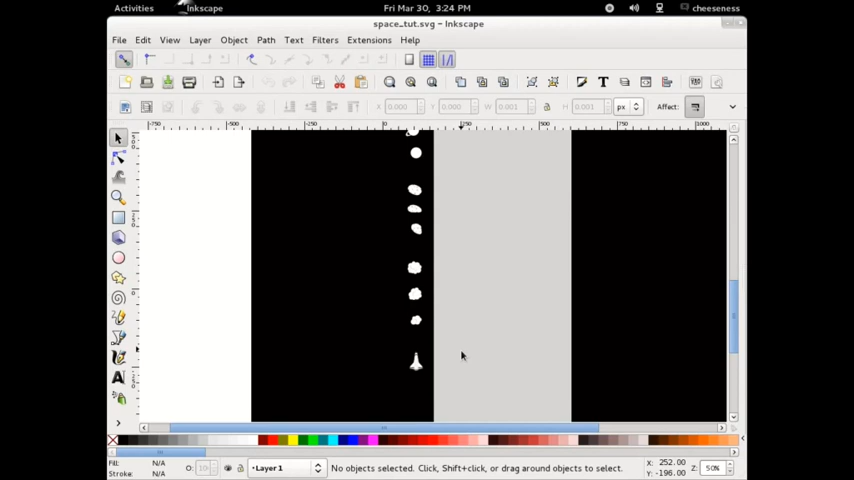 Activities Inkscape Fri Mar 30, 3:24 PM cheeseness
space_tut.svg - Inkscape
File Edit View Layer Object Path Text Extensions Help
X 0.000 Y 0.000 W 0.001 H 0.001 px Affect:
-750 -500 -250 0 250 500 750 1000
Fill: N/A O: Layer 1 No objects selected. Click, Shift+click, or drag around objects to select. X: 252.00 Z: 50%
Stroke: N/A Y: -196.00